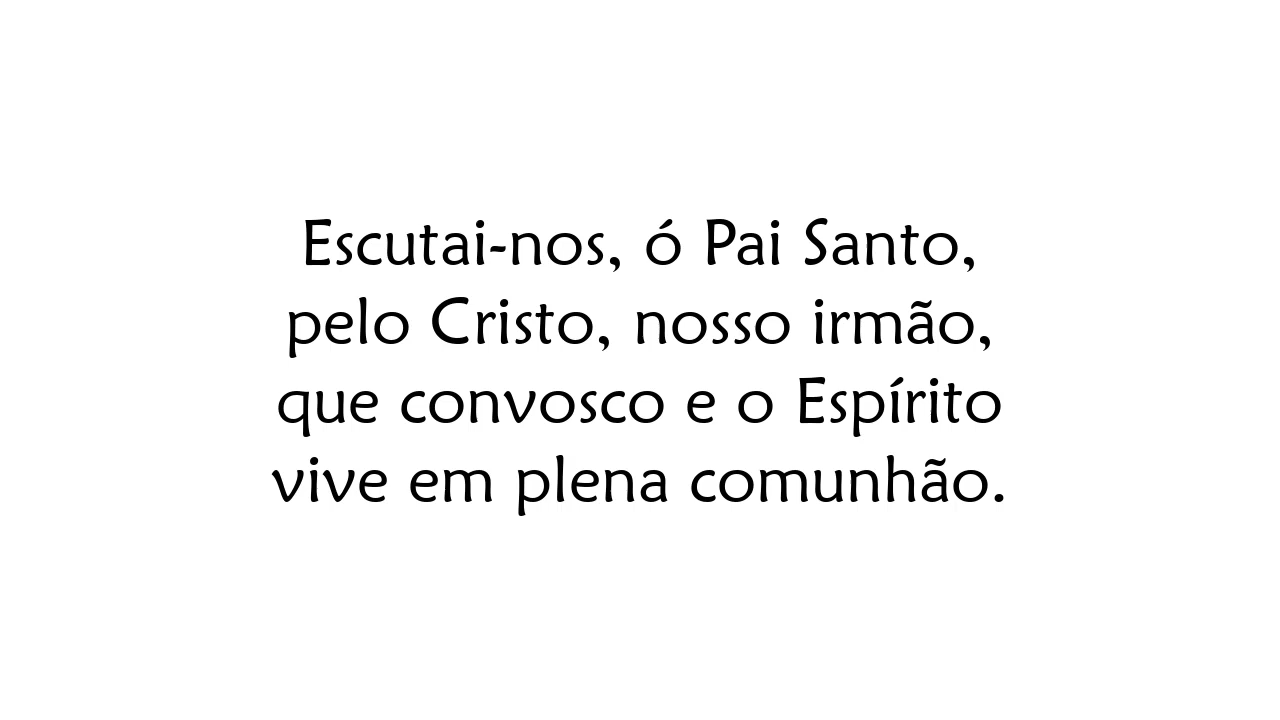 Escutai-nos, ó Pai Santo,
pelo Cristo, nosso irmão,
que convosco e o Espírito
vive em plena comunhão.